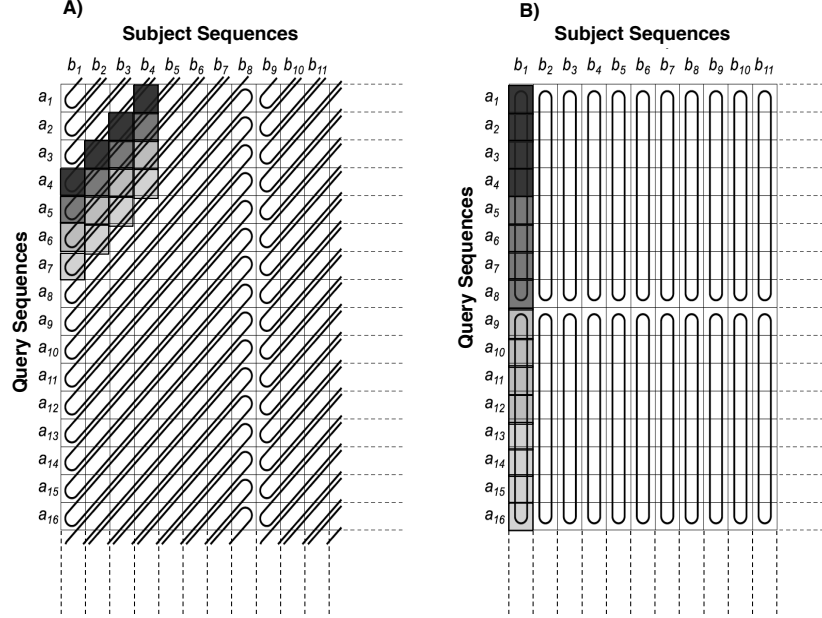 A)
Subject Sequences
b1 b2 b3 b4 b5 b6 b7 b8 b9 b10 b11
Query Sequences
a1
a2
a3
a4
a5
a6
a7
a8
a9
a10
a11
a12
a13
a14
a15
a16
B)
Subject Sequences
b1 b2 b3 b4 b5 b6 b7 b8 b9 b10 b11
Query Sequences
a1
a2
a3
a4
a5
a6
a7
a8
a9
a10
a11
a12
a13
a14
a15
a16